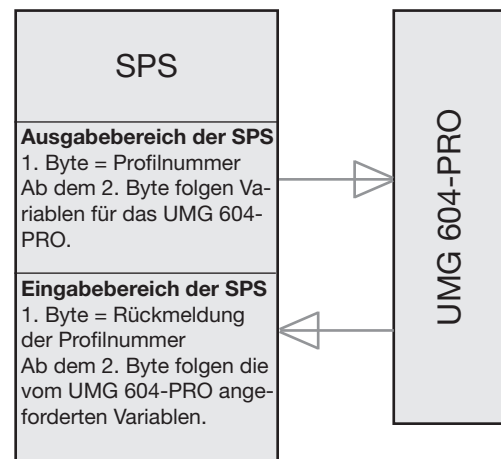 SPS
Ausgabebereich der SPS
1. Byte = Profilnummer
Ab dem 2. Byte folgen Va-
riablen für das UMG 604-
PRO.
Eingabebereich der SPS
1. Byte = Rückmeldung
der Profilnummer
Ab dem 2. Byte folgen die
vom UMG 604-PRO ange-
forderten Variablen.
UMG 604-PRO